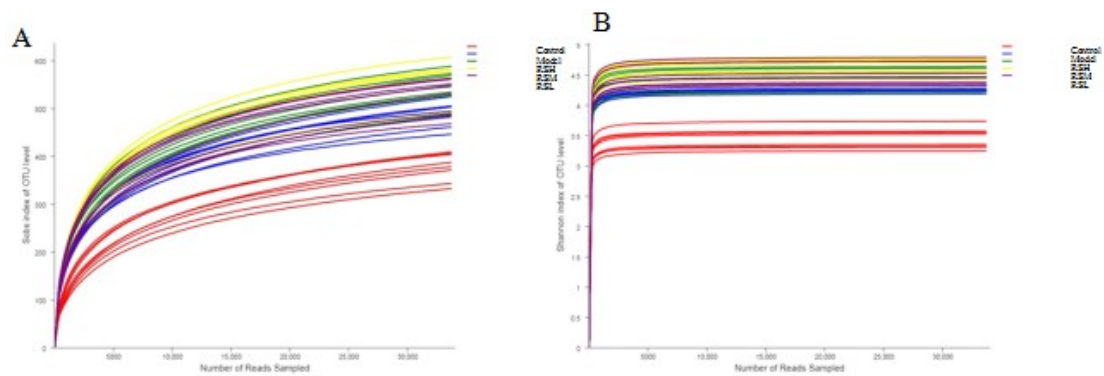 A
Sobs index of OTU level
600
500
400
300
200
100
0
5000
10,000
15,000
20,000
25,000
30,000
Number of Reads Sampled
Control
Model
RSH
RSM
RSL
B
Shannon index of OTU level
5
4.5
4
3.5
3
2.5
2
1.5
1
0.5
0
5000
10,000
15,000
20,000
25,000
30,000
Number of Reads Sampled
Control
Model
RSH
RSM
RSL